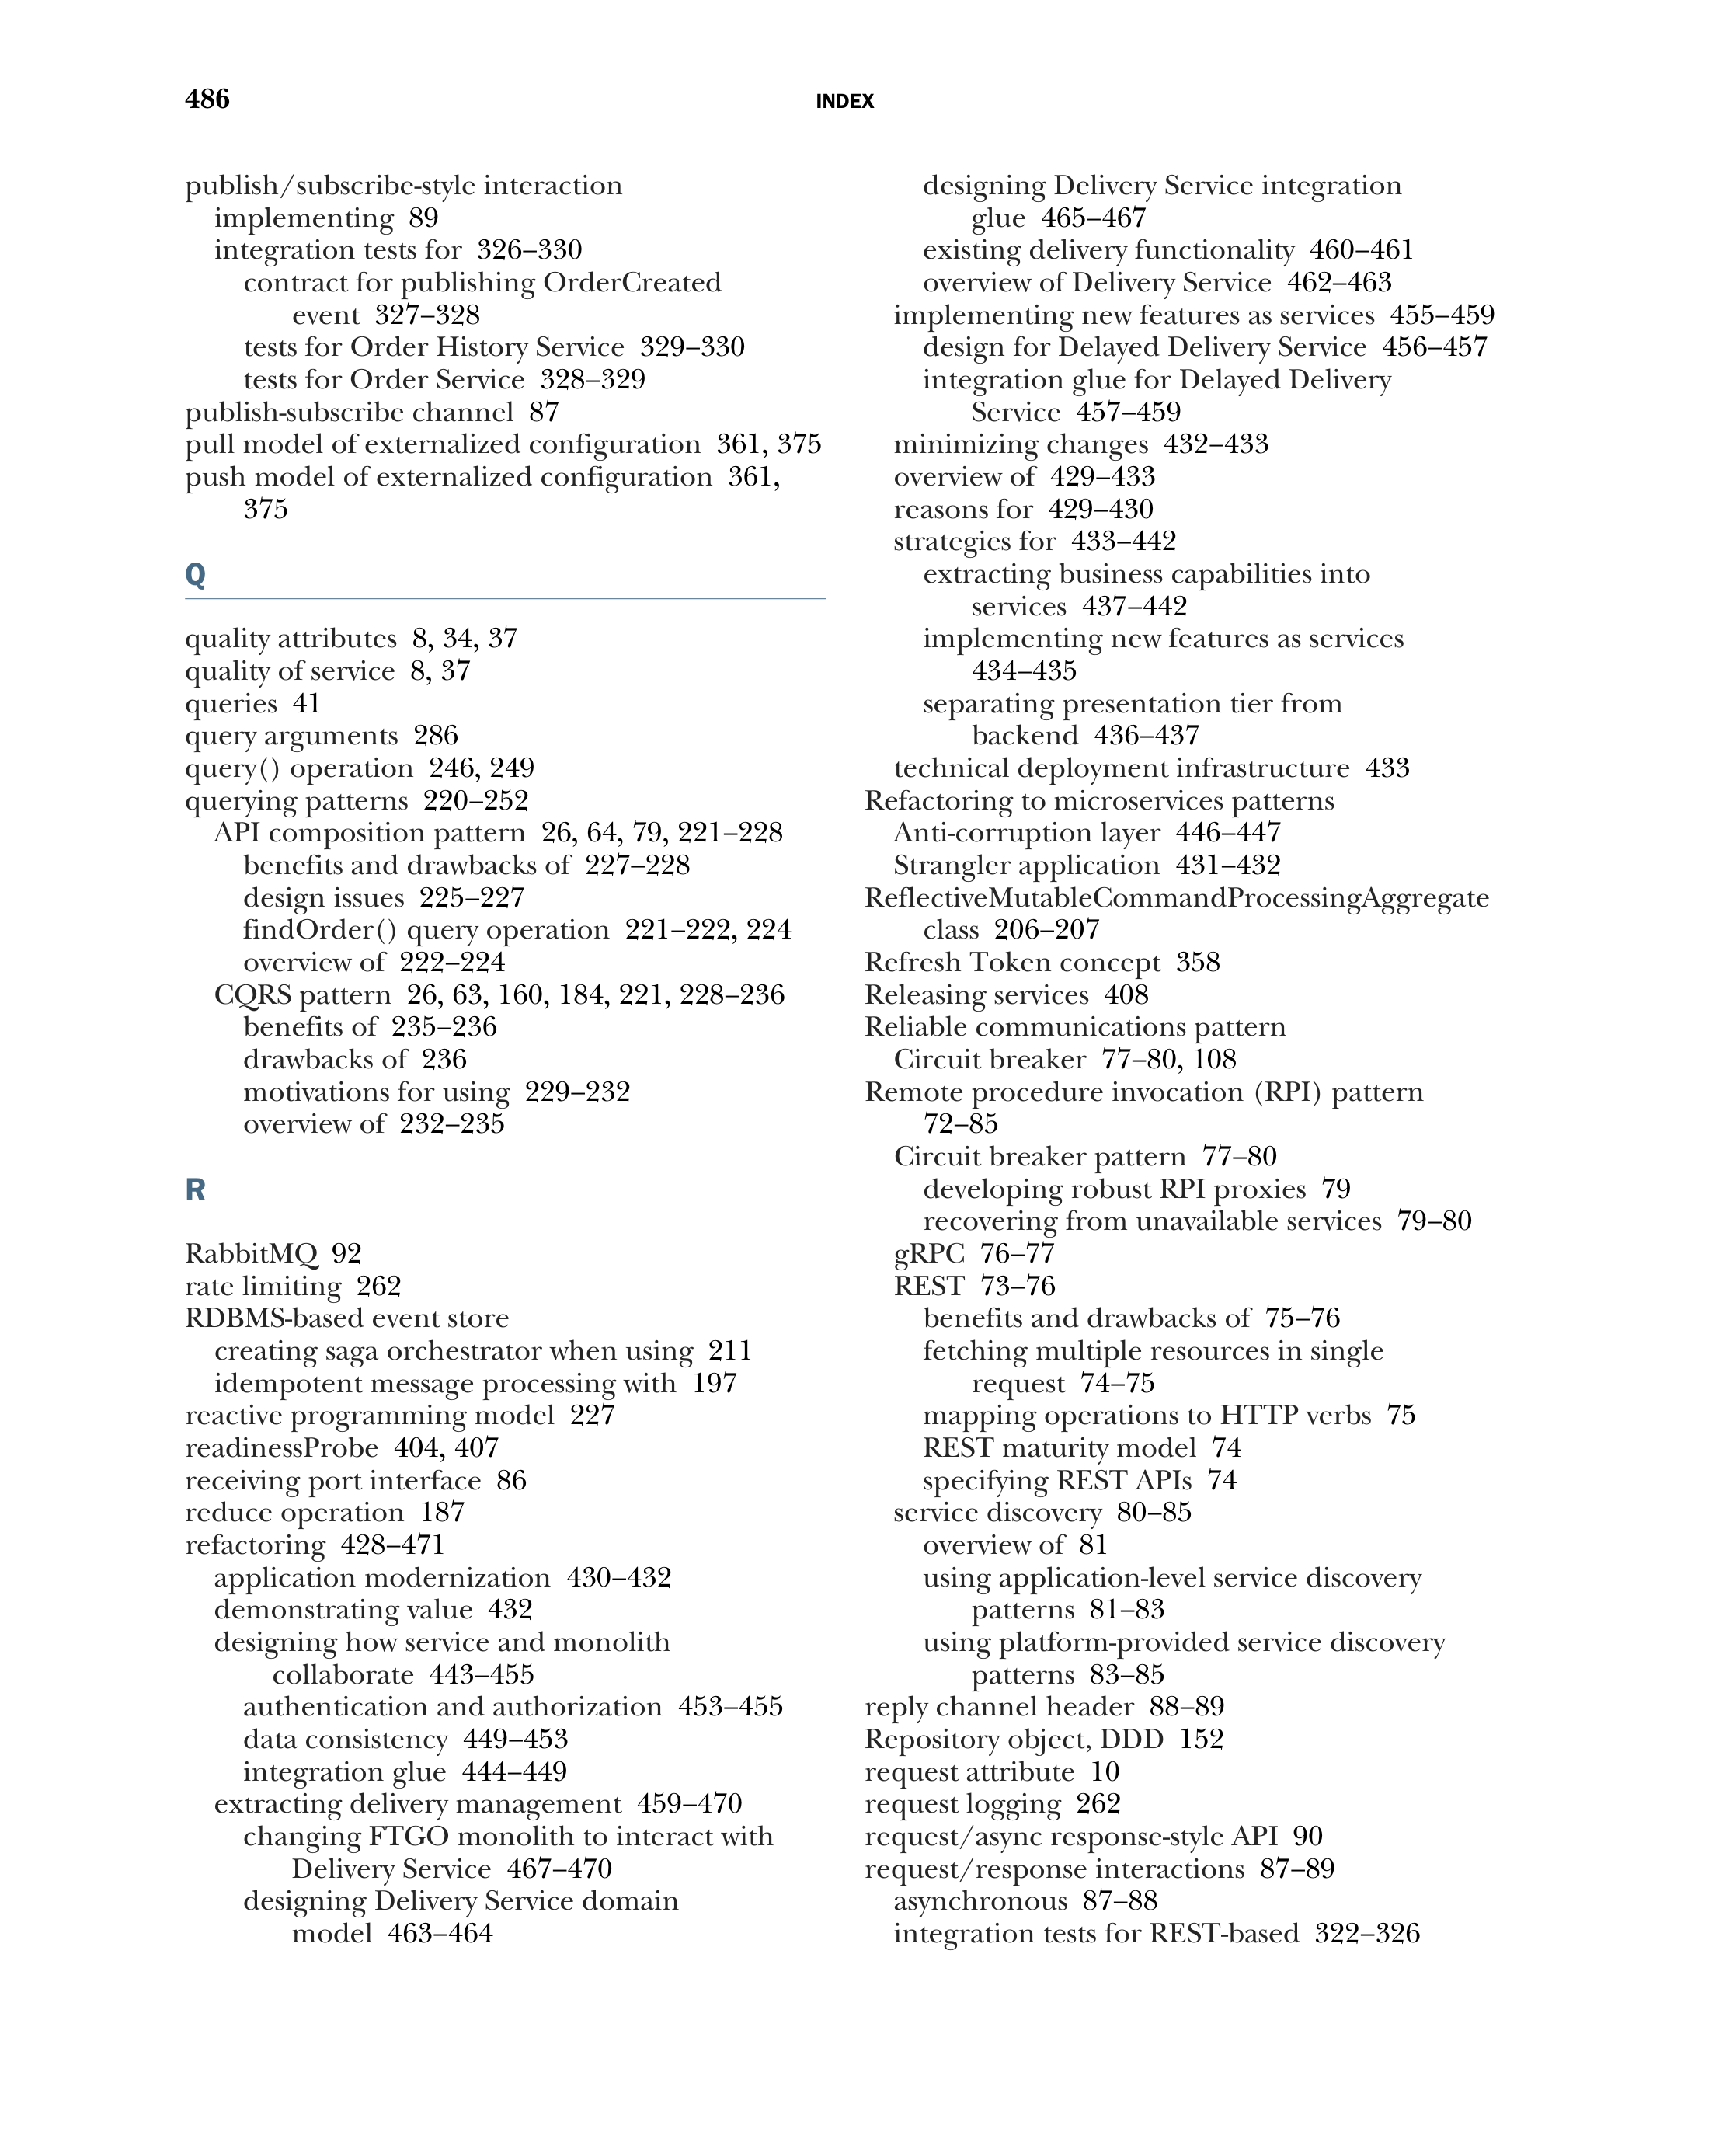 486
INDEX
publish/subscribe-style interaction
implementing 89
integration tests for 326–330
contract for publishing OrderCreated
event 327–328
tests for Order History Service 329–330
tests for Order Service 328–329
publish-subscribe channel 87
pull model of externalized configuration 361, 375
push model of externalized configuration 361,
375
Q
quality attributes 8, 34, 37
quality of service 8, 37
queries 41
query arguments 286
query() operation 246, 249
querying patterns 220–252
API composition pattern 26, 64, 79, 221–228
benefits and drawbacks of 227–228
design issues 225–227
findOrder() query operation 221–222, 224
overview of 222–224
CQRS pattern 26, 63, 160, 184, 221, 228–236
benefits of 235–236
drawbacks of 236
motivations for using 229–232
overview of 232–235
R
RabbitMQ 92
rate limiting 262
RDBMS-based event store
creating saga orchestrator when using 211
idempotent message processing with 197
reactive programming model 227
readinessProbe 404, 407
receiving port interface 86
reduce operation 187
refactoring 428–471
application modernization 430–432
demonstrating value 432
designing how service and monolith
collaborate 443–455
authentication and authorization 453–455
data consistency 449–453
integration glue 444–449
extracting delivery management 459–470
changing FTGO monolith to interact with
Delivery Service 467–470
designing Delivery Service domain
model 463–464
designing Delivery Service integration
glue 465–467
existing delivery functionality 460–461
overview of Delivery Service 462–463
implementing new features as services 455–459
design for Delayed Delivery Service 456–457
integration glue for Delayed Delivery
Service 457–459
minimizing changes 432–433
overview of 429–433
reasons for 429–430
strategies for 433–442
extracting business capabilities into
services 437–442
implementing new features as services
434–435
separating presentation tier from
backend 436–437
technical deployment infrastructure 433
Refactoring to microservices patterns
Anti-corruption layer 446–447
Strangler application 431–432
ReflectiveMutableCommandProcessingAggregate
class 206–207
Refresh Token concept 358
Releasing services 408
Reliable communications pattern
Circuit breaker 77–80, 108
Remote procedure invocation (RPI) pattern
72–85
Circuit breaker pattern 77–80
developing robust RPI proxies 79
recovering from unavailable services 79–80
gRPC 76–77
REST 73–76
benefits and drawbacks of 75–76
fetching multiple resources in single
request 74–75
mapping operations to HTTP verbs 75
REST maturity model 74
specifying REST APIs 74
service discovery 80–85
overview of 81
using application-level service discovery
patterns 81–83
using platform-provided service discovery
patterns 83–85
reply channel header 88–89
Repository object, DDD 152
request attribute 10
request logging 262
request/async response-style API 90
request/response interactions 87–89
asynchronous 87–88
integration tests for REST-based 322–326